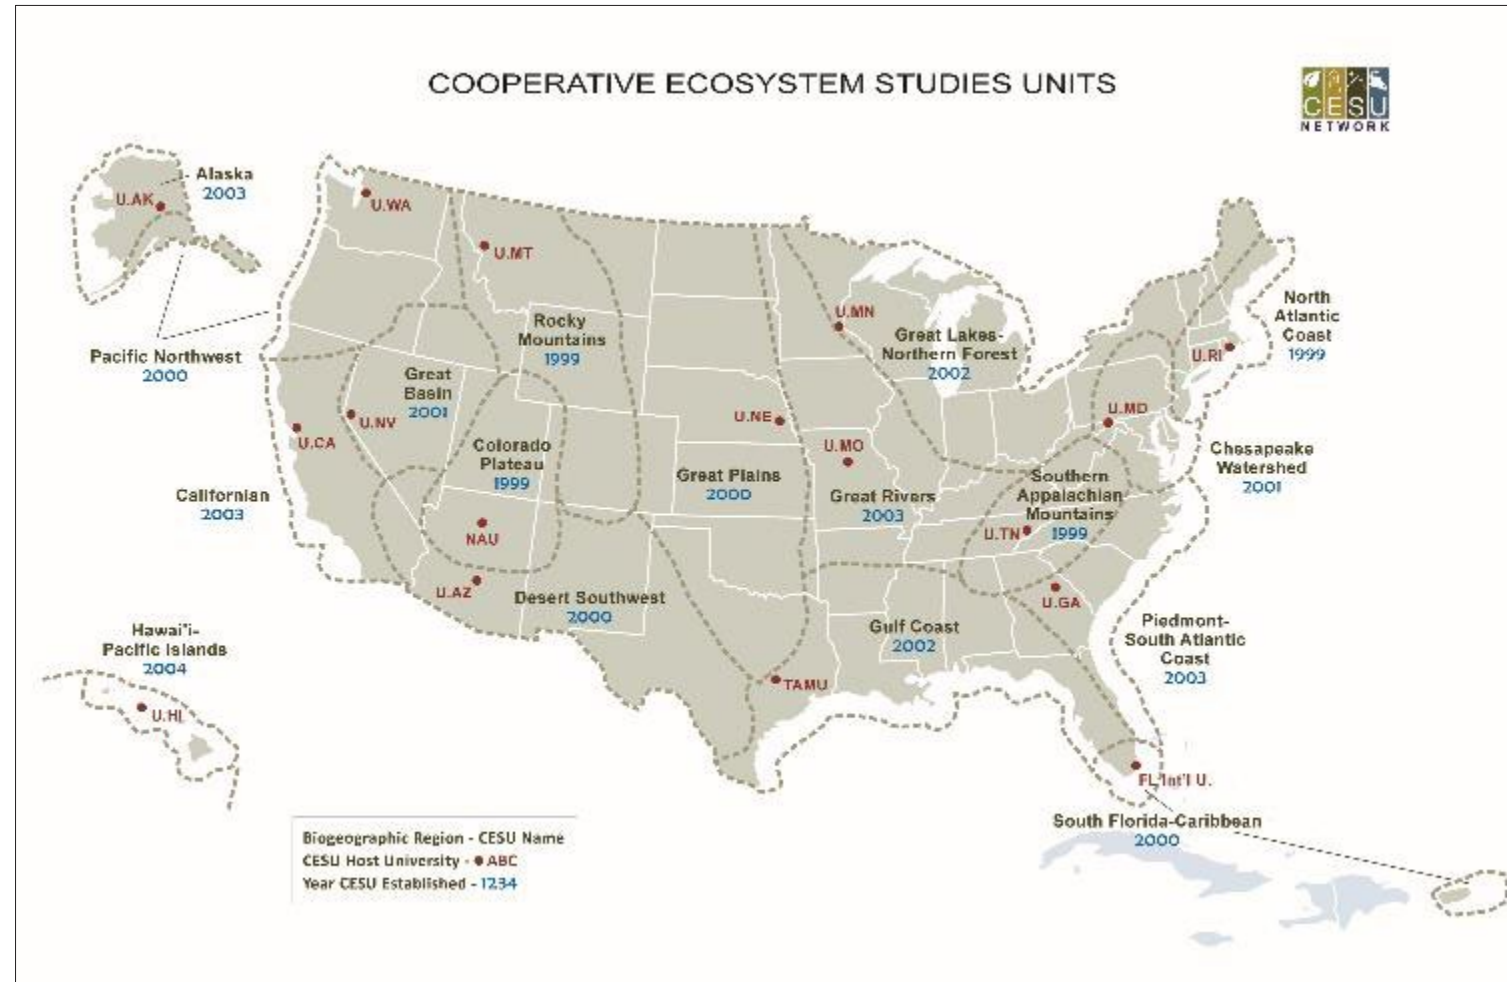 COOPERATIVE ECOSYSTEM STUDIES UNITS
CESU
NETWORK
Alaska
2003
U.AK
U.WA
U.MT
Pacific Northwest
2000
Rocky
Mountains
1999
Great
Basin
2001
U.NV
U.CA
Californian
2003
Colorado
Plateau
1999
NAU
U.AZ
Desert Southwest
2000
Great Plains
2000
U.NE
U.MN
Great Lakes-
Northern Forest
2002
U.MO
Great Rivers
2003
North
Atlantic
Coast
1999
U.RI
U.MD
Chesapeake
Watershed
2001
Southern
Appalachian
Mountains
1999
U.TN
U.GA
Gulf Coast
2002
TAMU
Piedmont-
South Atlantic
Coast
2003
Hawai'i-
Pacific Islands
2004
U.HI
FL Int'l U.
South Florida-Caribbean
2000
Biogeographic Region - CESU Name
CESU Host University - ABC
Year CESU Established - 1234